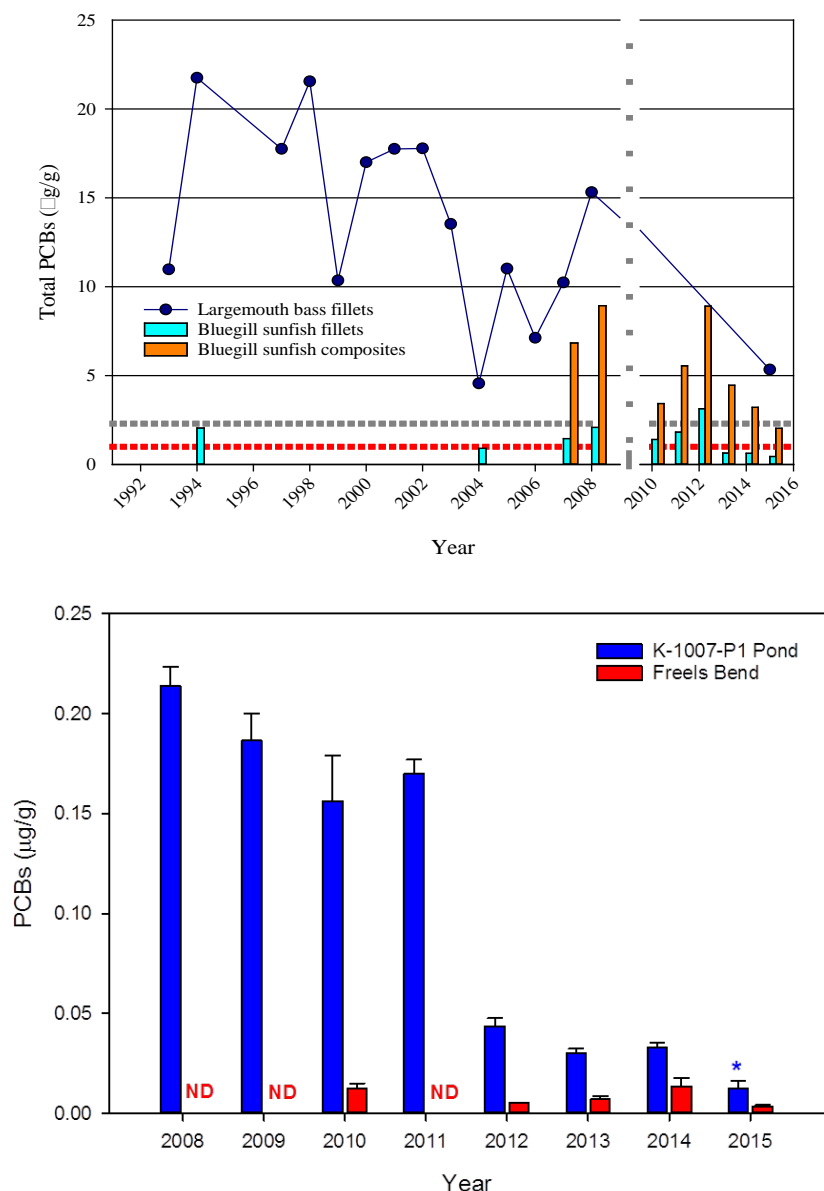 25
20
15
10
5
0
Total PCBs (□g/g)
Largemouth bass fillets
Bluegill sunfish fillets
Bluegill sunfish composites
1992 1994 1996 1998 2000 2002 2004 2006 2008 2010 2012 2014 2016
Year
0.25
0.20
0.15
0.10
0.05
0.00
PCBs (µg/g)
K-1007-P1 Pond
Freels Bend
ND ND ND *
2008 2009 2010 2011 2012 2013 2014 2015
Year